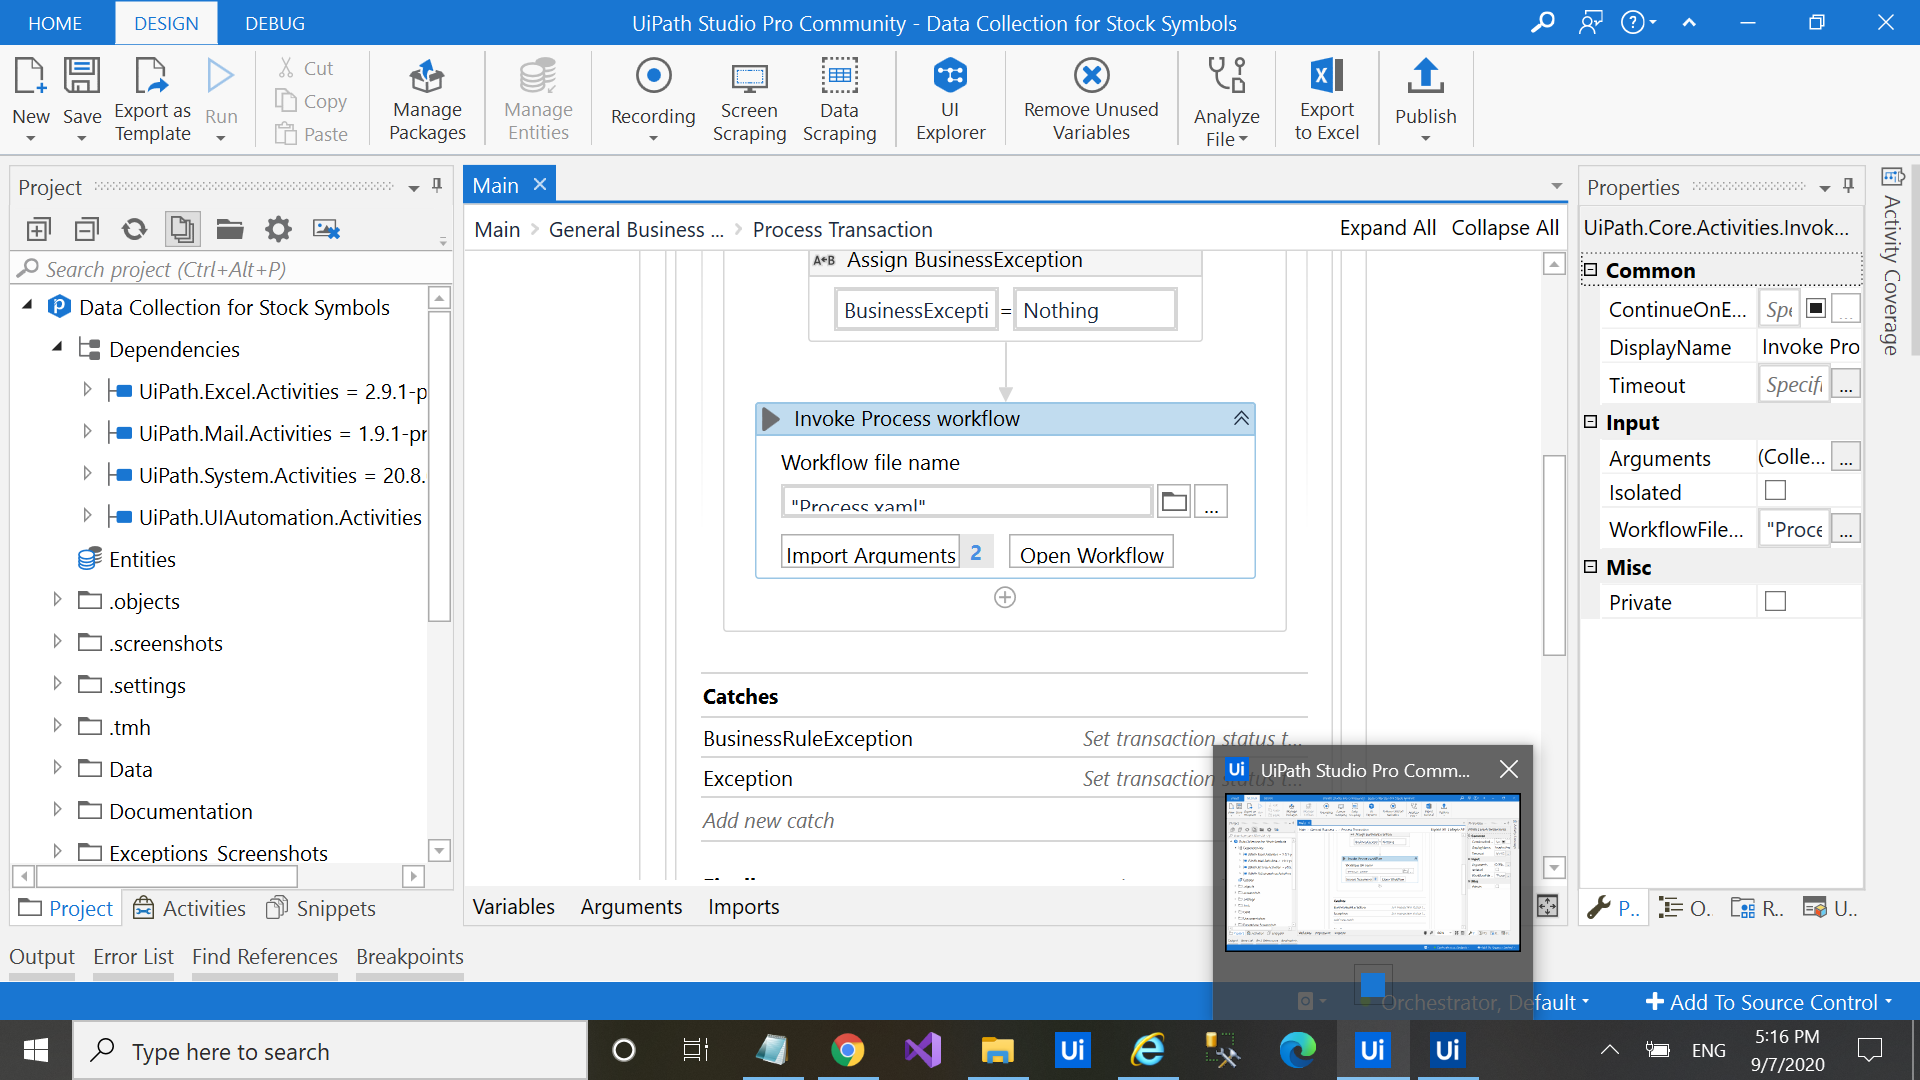 HOME
DESIGN
DEBUG
UiPath Studio Pro Community - Data Collection for Stock Symbols
New
Save
Export as
Template
Run
Cut
Copy
Paste
Manage
Packages
Manage
Entities
Recording
Screen
Scraping
Data
Scraping
UI
Explorer
Remove Unused
Variables
Analyze
File
Export
to Excel
Publish
Project
Search project (Ctrl+Alt+P)
Data Collection for Stock Symbols
Dependencies
UiPath.Excel.Activities = 2.9.1-p
UiPath.Mail.Activities = 1.9.1-pr
UiPath.System.Activities = 20.8.
UiPath.UIAutomation.Activities
Entities
.objects
.screenshots
.settings
.tmh
Data
Documentation
Exceptions_Screenshots
Project
Activities
Snippets
Main
Main > General Business ... > Process Transaction
Expand All
Collapse All
A+B Assign BusinessException
BusinessExcepti = Nothing
Invoke Process workflow
Workflow file name
"Process.xaml"
...
Import Arguments 2
Open Workflow
Catches
BusinessRuleException
Set transaction status t...
Exception
Set transaction status t...
Add new catch
Finally
Variables
Arguments
Imports
Properties
UiPath.Core.Activities.Invok...
Common
ContinueOnE...
Spe
...
DisplayName
Invoke Pro
Timeout
Specifi
...
Input
Arguments
(Colle...
...
Isolated
WorkflowFile...
"Proce
...
Misc
Private
P..
O..
R..
U..
Activity Coverage
Output
Error List
Find References
Breakpoints
Ui UiPath Studio Pro Comm...
Orchestrator, Default
Add To Source Control
Type here to search
Ui
Ui
Ui
ENG
5:16 PM
9/7/2020